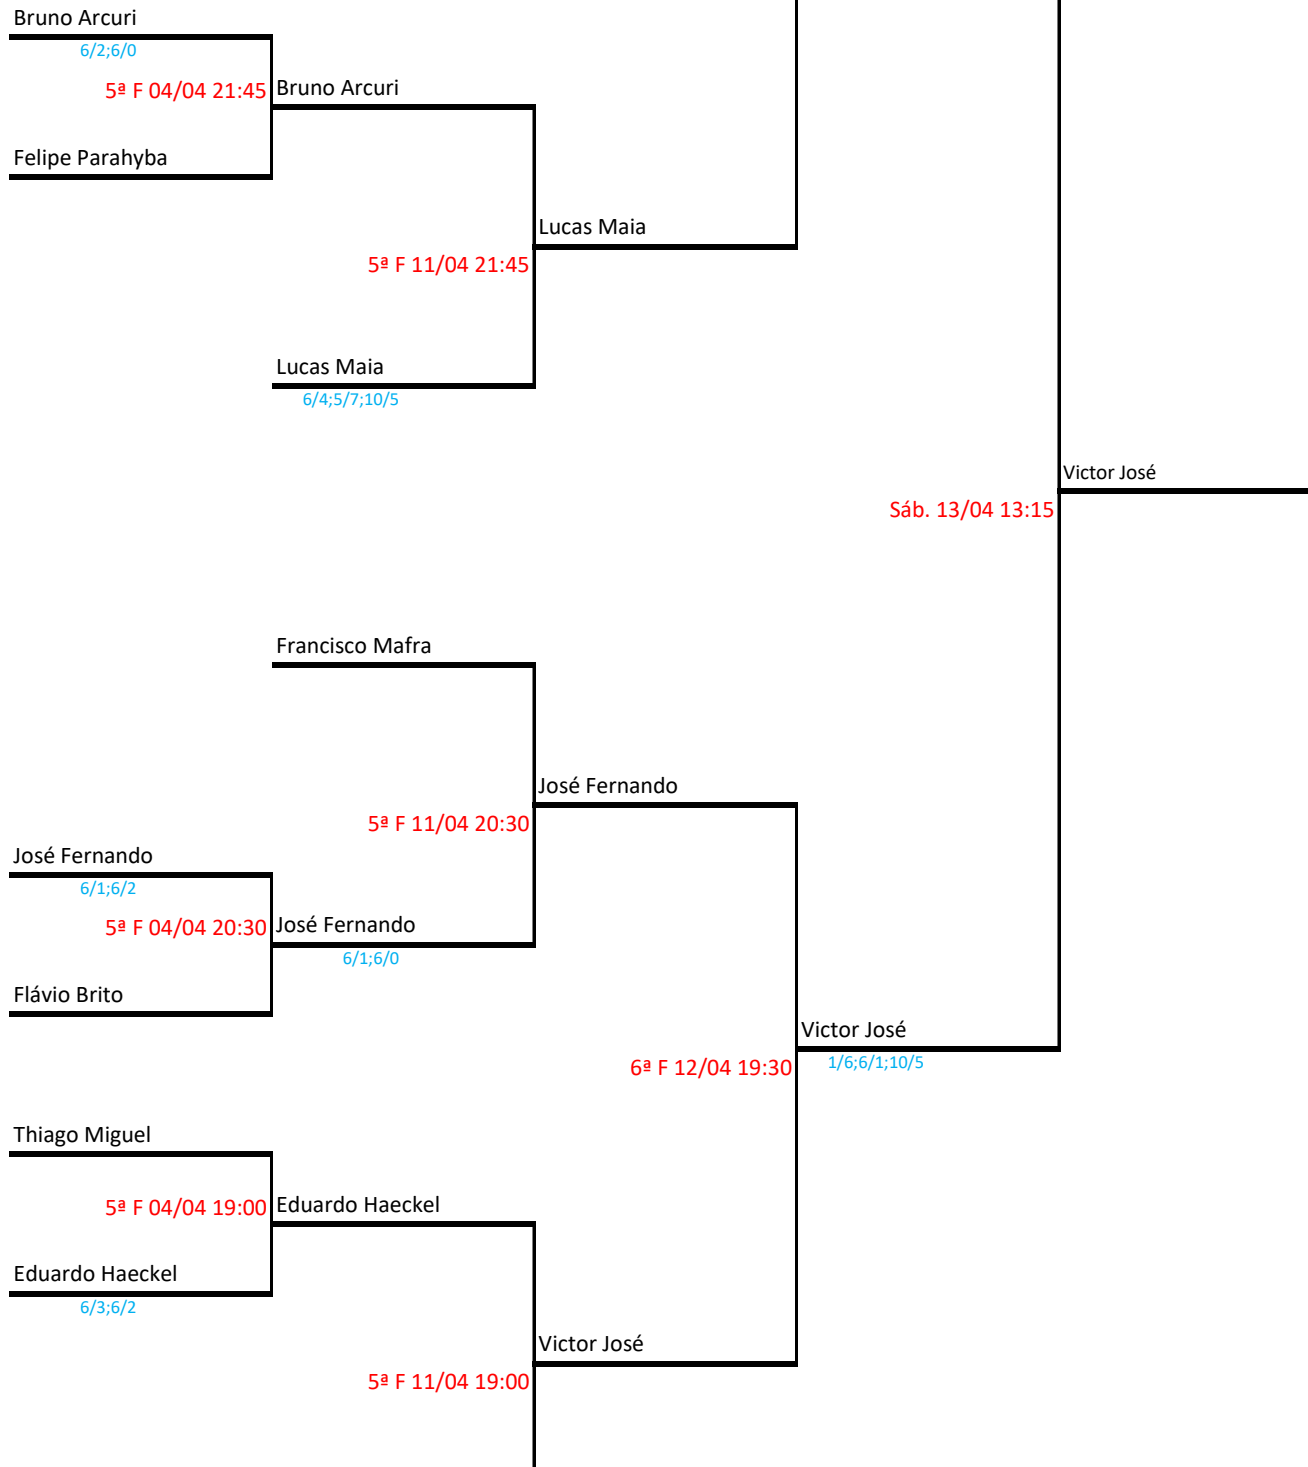 Bruno Arcuri
6/2;6/0
5ª F 04/04 21:45
Bruno Arcuri
Felipe Parahyba
Lucas Maia
5ª F 11/04 21:45
Lucas Maia
6/4;5/7;10/5
Victor José
Sáb. 13/04 13:15
Francisco Mafra
José Fernando
5ª F 11/04 20:30
José Fernando
6/1;6/2
5ª F 04/04 20:30
José Fernando
6/1;6/0
Flávio Brito
Victor José
1/6;6/1;10/5
6ª F 12/04 19:30
Thiago Miguel
5ª F 04/04 19:00
Eduardo Haeckel
Eduardo Haeckel
6/3;6/2
Victor José
5ª F 11/04 19:00